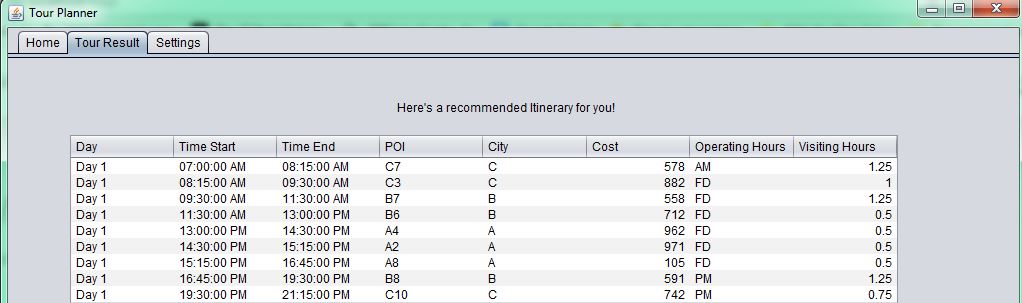 Tour Planner
Home Tour Result Settings
Here's a recommended Itinerary for you!
Day Time Start Time End POI City Cost Operating Hours Visiting Hours
Day 1 07:00:00 AM 08:15:00 AM C7 C 578 AM 1.25
Day 1 08:15:00 AM 09:30:00 AM C3 C 882 FD 1
Day 1 09:30:00 AM 11:30:00 AM B7 B 558 FD 1.25
Day 1 11:30:00 AM 13:00:00 PM B6 B 712 FD 0.5
Day 1 13:00:00 PM 14:30:00 PM A4 A 962 FD 0.5
Day 1 14:30:00 PM 15:15:00 PM A2 A 971 FD 0.5
Day 1 15:15:00 PM 16:45:00 PM A8 A 105 FD 0.5
Day 1 16:45:00 PM 19:30:00 PM B8 B 591 PM 1.25
Day 1 19:30:00 PM 21:15:00 PM C10 C 742 PM 0.75